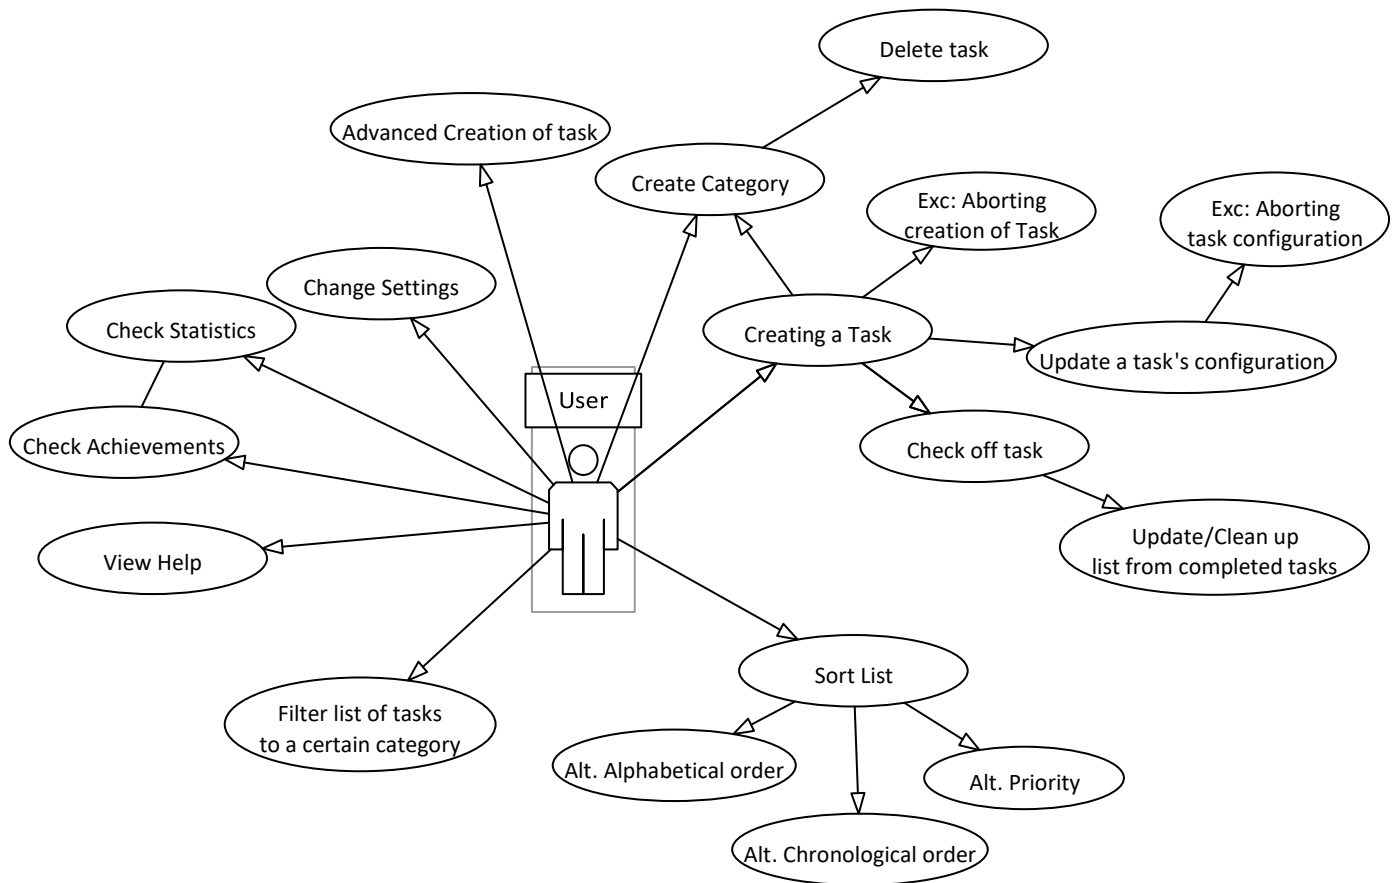 Delete task
Advanced Creation of task
Create Category
Exc: Aborting
creation of Task
Exc: Aborting
task configuration
Change Settings
Check Statistics
Creating a Task
Update a task's configuration
User
Check Achievements
Check off task
View Help
Update/Clean up
list from completed tasks
Sort List
Filter list of tasks
to a certain category
Alt. Alphabetical order
Alt. Priority
Alt. Chronological order